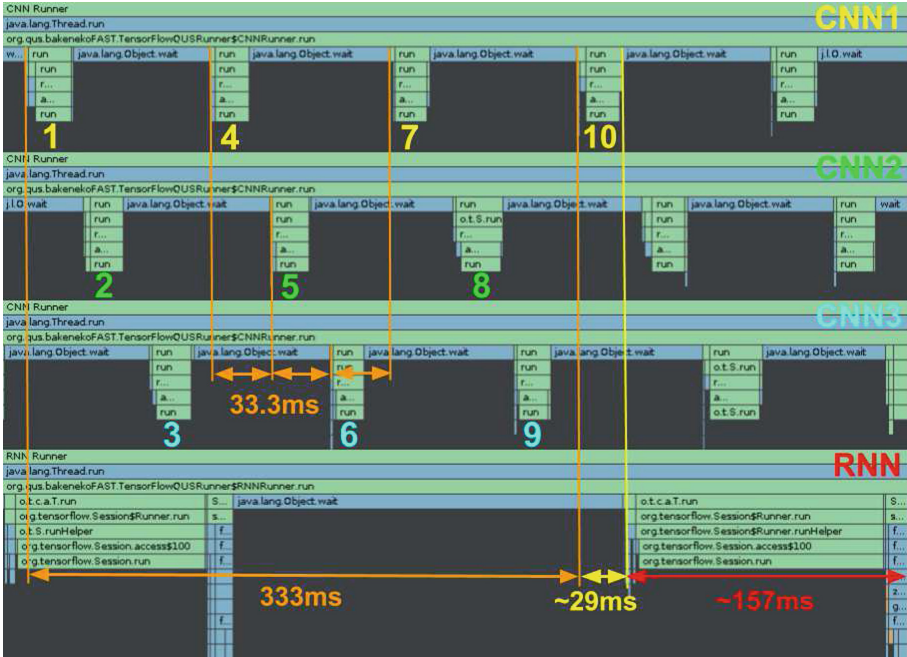 CNN Runner
CNN1
java.lang.Thread.run
org.qus.bakenekoFAST.TensorFlowQUSRunner$CNNRunner.run
w... run java.lang.Object.wait run java.lang.Object.wait run java.lang.Object.wait run java.lang.Object.wait run j.l.O.wait
run run run run run
r... r... r... r... r...
a... a... a... a... a...
run run run run run
1 4 7 10
CNN Runner
CNN2
java.lang.Thread.run
org.qus.bakenekoFAST.TensorFlowQUSRunner$CNNRunner.run
j.l.O.wait run java.lang.Object.wait run java.lang.Object.wait run java.lang.Object.wait run java.lang.Object.wait run wait
run run o.t.S.run run run
r... r... r... r... r...
a... a... a... a... a...
run run run run run
2 5 8
CNN Runner
CNN3
java.lang.Thread.run
org.qus.bakenekoFAST.TensorFlowQUSRunner$CNNRunner.run
java.lang.Object.wait run java.lang.Object.wait run java.lang.Object.wait run java.lang.Object.wait run java.lang.Object.wait
run run run o.t.S.run
r... r... r... r...
a... a... a... a...
run run run o.t.S.run
33.3ms
3 6 9
RNN Runner
RNN
java.lang.Thread.run
org.qus.bakenekoFAST.TensorFlowQUSRunner$RNNRunner.run
o.t.c.a.T.run S... java.lang.Object.wait o.t.c.a.T.run S...
org.tensorflow.Session$Runner.run s... org.tensorflow.Session$Runner.run s...
o.t.S.runHelper f... org.tensorflow.Session$Runner.runHelper f...
org.tensorflow.Session.access$100 f... org.tensorflow.Session.access$100 f...
org.tensorflow.Session.run f... org.tensorflow.Session.run f...
333ms ~29ms ~157ms
z...
g...
f... f...